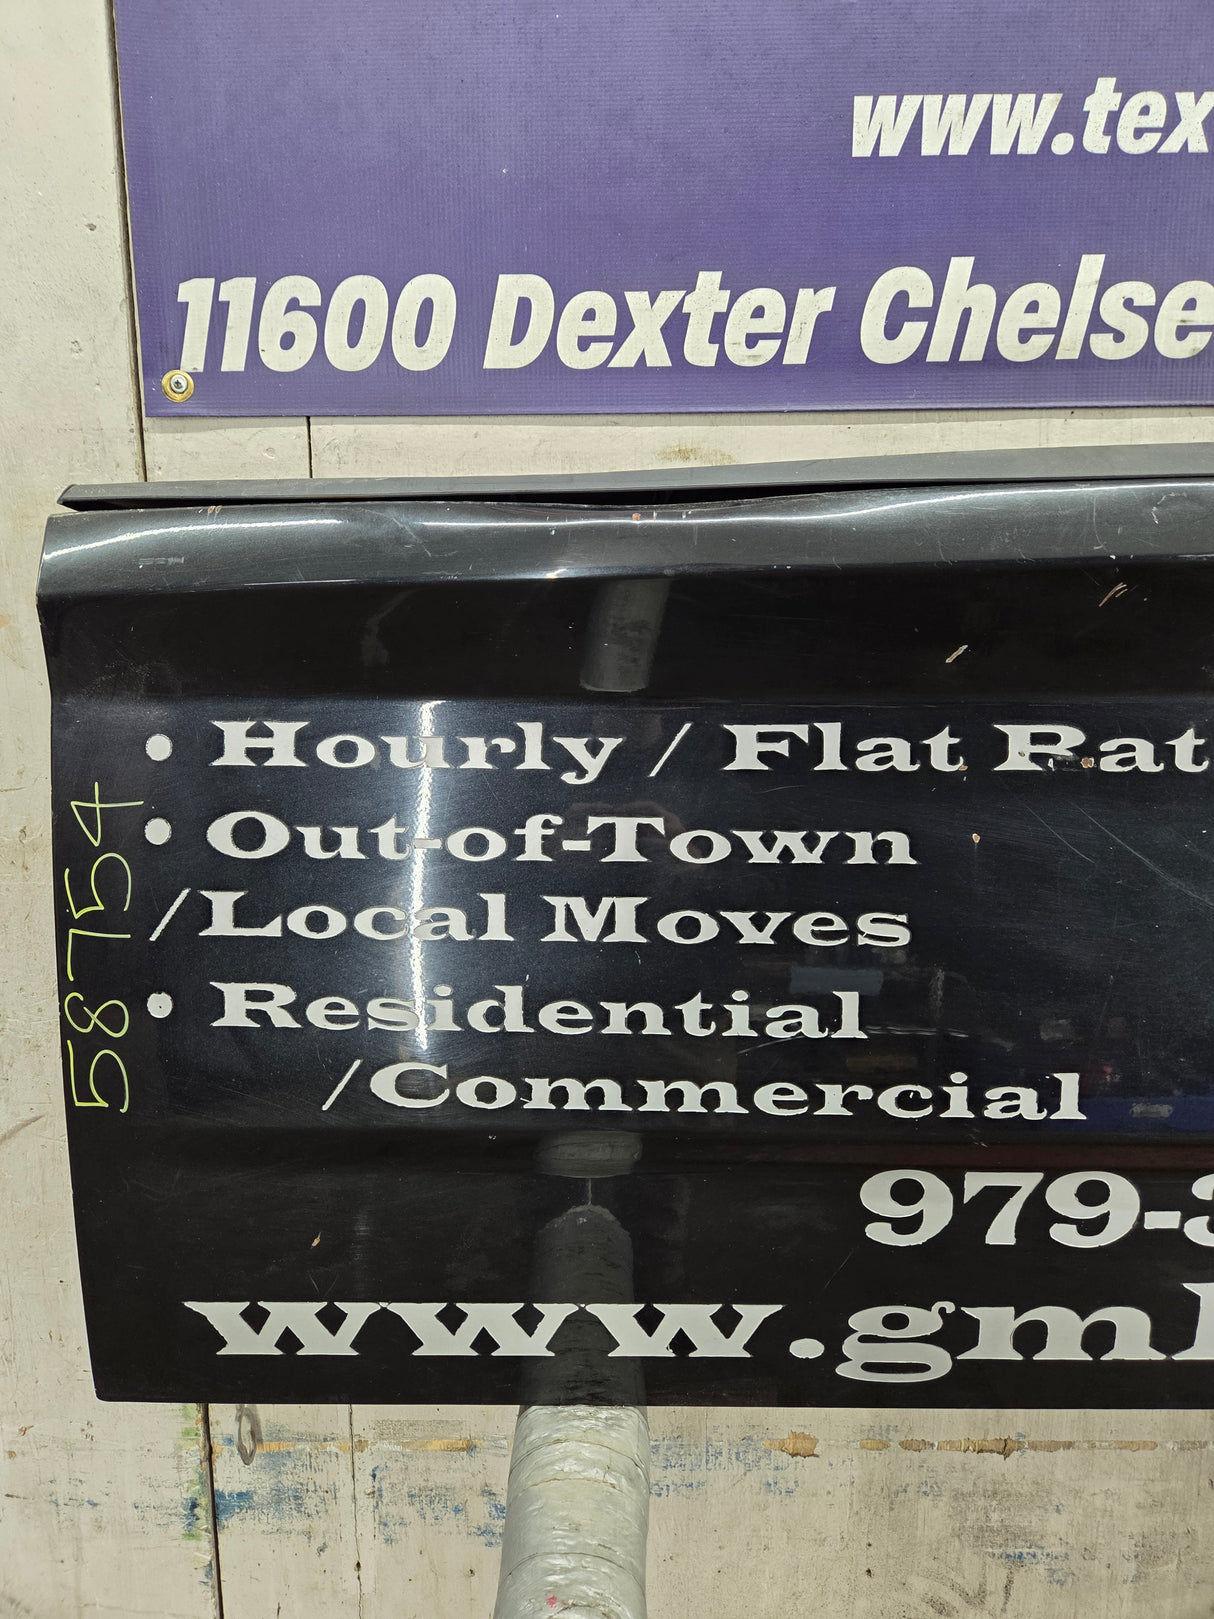 www.tex
11600 Dexter Chelse
• Hourly / Flat Rat
• Out-of-Town
/Local Moves
• Residential
/Commercial
979-3
www.gml
58754